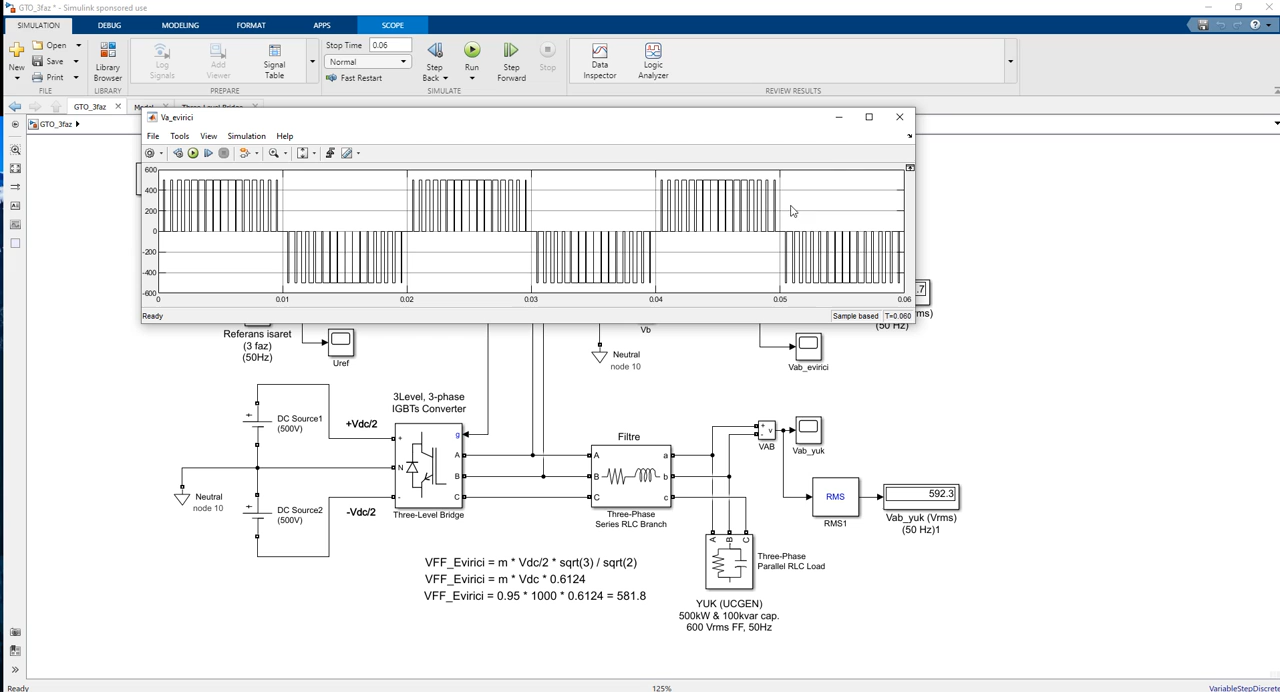 GTO_3faz * - Simulink sponsored use
SIMULATION
DEBUG
MODELING
FORMAT
APPS
SCOPE
New
Open
Save
Print
FILE
Library
Browser
LIBRARY
Log
Signals
Add
Viewer
Signal
Table
PREPARE
Stop Time 0.06
Normal
Fast Restart
Step
Back
Run
Step
Forward
Stop
SIMULATE
Data
Inspector
Logic
Analyzer
REVIEW RESULTS
GTO_3faz
GTO_3faz
Va_evirici
File Tools View Simulation Help
600
400
200
0
-200
-400
-600
0 0.01 0.02 0.03 0.04 0.05 0.06
Ready
Sample based
T=0.060
.7
ms)
(50 Hz)
Referans isaret
(3 faz)
(50Hz)
Uref
Vb
Neutral
node 10
Vab_evirici
DC Source1
(500V)
+Vdc/2
3Level, 3-phase
IGBTs Converter
+
N
-
g
A
B
C
Three-Level Bridge
Neutral
node 10
DC Source2
(500V)
-Vdc/2
Filtre
A
B
C
a
b
c
Three-Phase
Series RLC Branch
+
-
v
VAB
Vab_yuk
RMS
RMS1
592.3
Vab_yuk (Vrms)
(50 Hz)1
A B C
Three-Phase
Parallel RLC Load
VFF_Evirici = m * Vdc/2 * sqrt(3) / sqrt(2)
VFF_Evirici = m * Vdc * 0.6124
VFF_Evirici = 0.95 * 1000 * 0.6124 = 581.8
YUK (UCGEN)
500kW & 100kvar cap.
600 Vrms FF, 50Hz
Ready
125%
VariableStepDiscrete